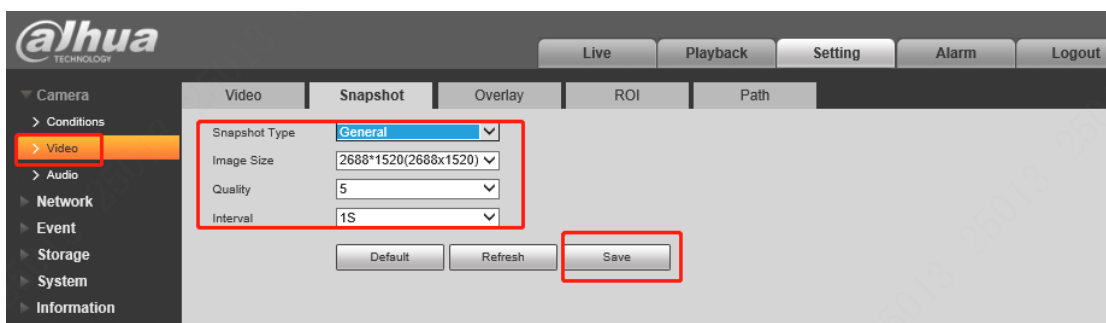 alhua
TECHNOLOGY
Live Playback Setting Alarm Logout
Camera
Conditions
Video
Audio
Network
Event
Storage
System
Information
Video Snapshot Overlay ROI Path
Snapshot Type General
Image Size 2688*1520(2688x1520)
Quality 5
Interval 1S
Default Refresh Save